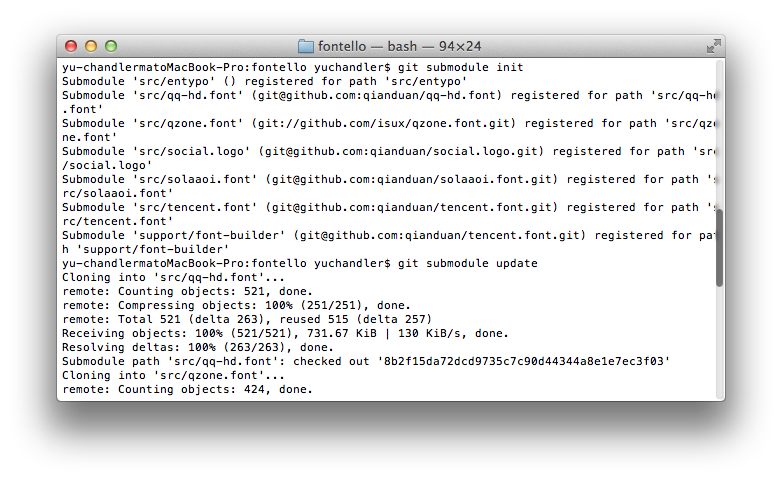 fontello — bash — 94×24
yu-chandlermatoMacBook-Pro:fontello yuchandler$ git submodule init
Submodule 'src/entypo' () registered for path 'src/entypo'
Submodule 'src/qq-hd.font' (git@github.com:qianduan/qq-hd.font) registered for path 'src/qq-hd
.font'
Submodule 'src/qzone.font' (git://github.com/isux/qzone.font.git) registered for path 'src/qzo
ne.font'
Submodule 'src/social.logo' (git@github.com:qianduan/social.logo.git) registered for path 'src
/social.logo'
Submodule 'src/solaaoi.font' (git@github.com:qianduan/solaaoi.font.git) registered for path 's
rc/solaaoi.font'
Submodule 'src/tencent.font' (git@github.com:qianduan/tencent.font.git) registered for path 's
rc/tencent.font'
Submodule 'support/font-builder' (git@github.com:qianduan/tencent.font.git) registered for pat
h 'support/font-builder'
yu-chandlermatoMacBook-Pro:fontello yuchandler$ git submodule update
Cloning into 'src/qq-hd.font'...
remote: Counting objects: 521, done.
remote: Compressing objects: 100% (251/251), done.
remote: Total 521 (delta 263), reused 515 (delta 257)
Receiving objects: 100% (521/521), 731.67 KiB | 130 KiB/s, done.
Resolving deltas: 100% (263/263), done.
Submodule path 'src/qq-hd.font': checked out '8b2f15da72dcd9735c7c90d44344a8e1e7ec3f03'
Cloning into 'src/qzone.font'...
remote: Counting objects: 424, done.